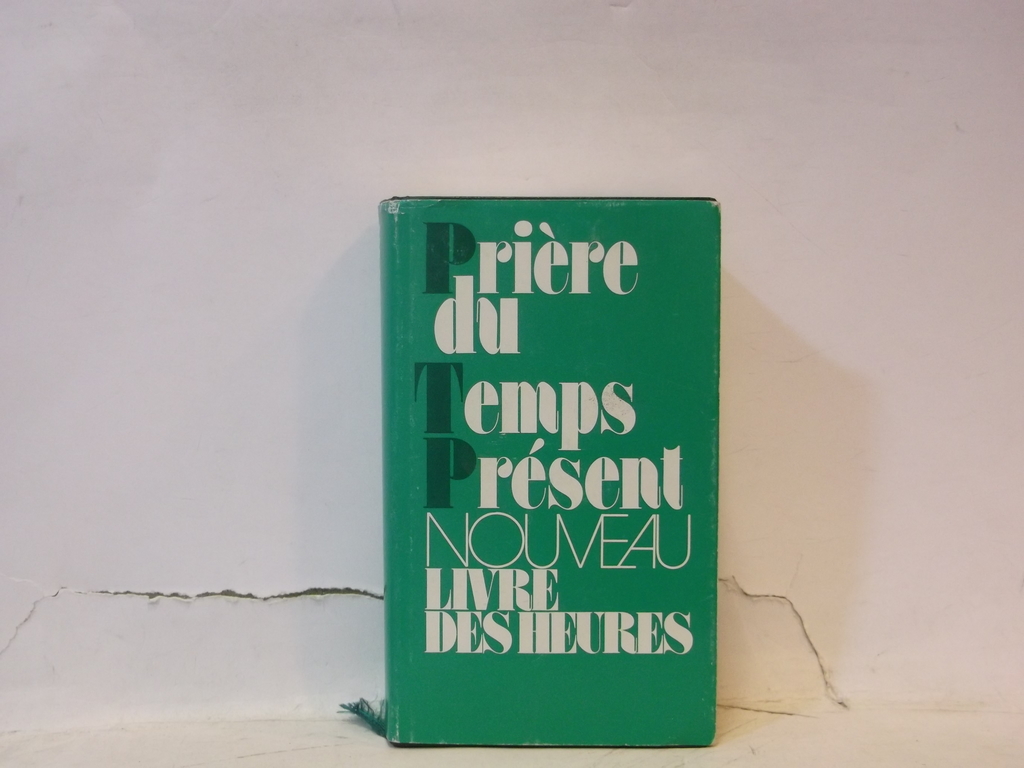 Prière
du
Temps
Présent
NOUVEAU
LIVRE
DES HEURES